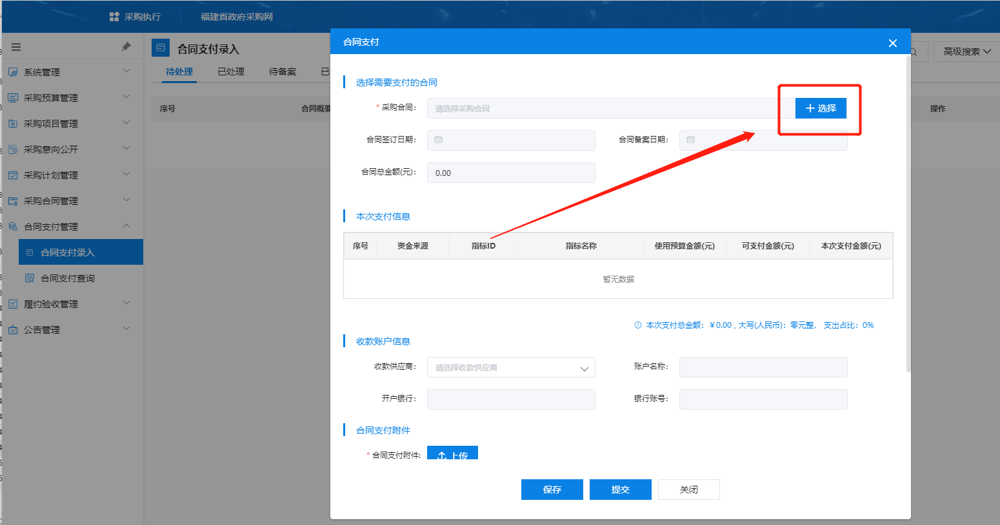 采购执行 福建省政府采购网
合同支付录入
待处理 已处理 待备案 已
高级搜索
序号 合同概要 操作
系统管理
采购预算管理
采购项目管理
采购意向公开
采购计划管理
采购合同管理
合同支付管理
合同支付录入
合同支付查询
履约验收管理
公告管理
合同支付
选择需要支付的合同
* 采购合同： 请选择采购合同 + 选择
合同签订日期： 合同备案日期：
合同总金额(元)： 0.00
本次支付信息
序号 资金来源 指标ID 指标名称 使用预算金额(元) 可支付金额(元) 本次支付金额(元)
暂无数据
本次支付总金额：￥0.00 , 大写(人民币)：零元整， 支出占比：0%
收款账户信息
收款供应商： 请选择收款供应商 账户名称：
开户银行： 银行账号：
合同支付附件
* 合同支付附件: 上传
保存 提交 关闭